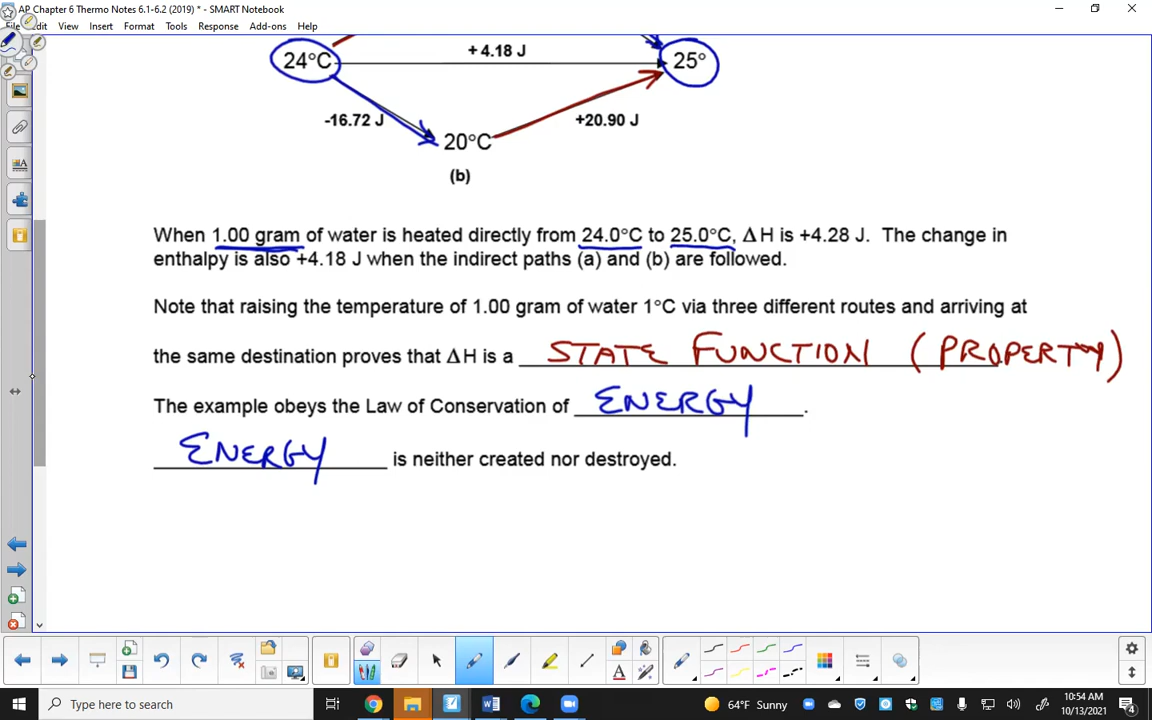 AP Chapter 6 Thermo Notes 6.1-6.2 (2019) * - SMART Notebook
File Edit View Insert Format Tools Response Add-ons Help
+ 4.18 J
24°C 25°
-16.72 J +20.90 J
20°C
(b)
When 1.00 gram of water is heated directly from 24.0°C to 25.0°C, ΔH is +4.28 J. The change in
enthalpy is also +4.18 J when the indirect paths (a) and (b) are followed.
Note that raising the temperature of 1.00 gram of water 1°C via three different routes and arriving at
the same destination proves that ΔH is a STATE FUNCTION (PROPERTY)
The example obeys the Law of Conservation of ENERGY.
ENERGY is neither created nor destroyed.
Type here to search
64°F Sunny
10:54 AM
10/13/2021
4